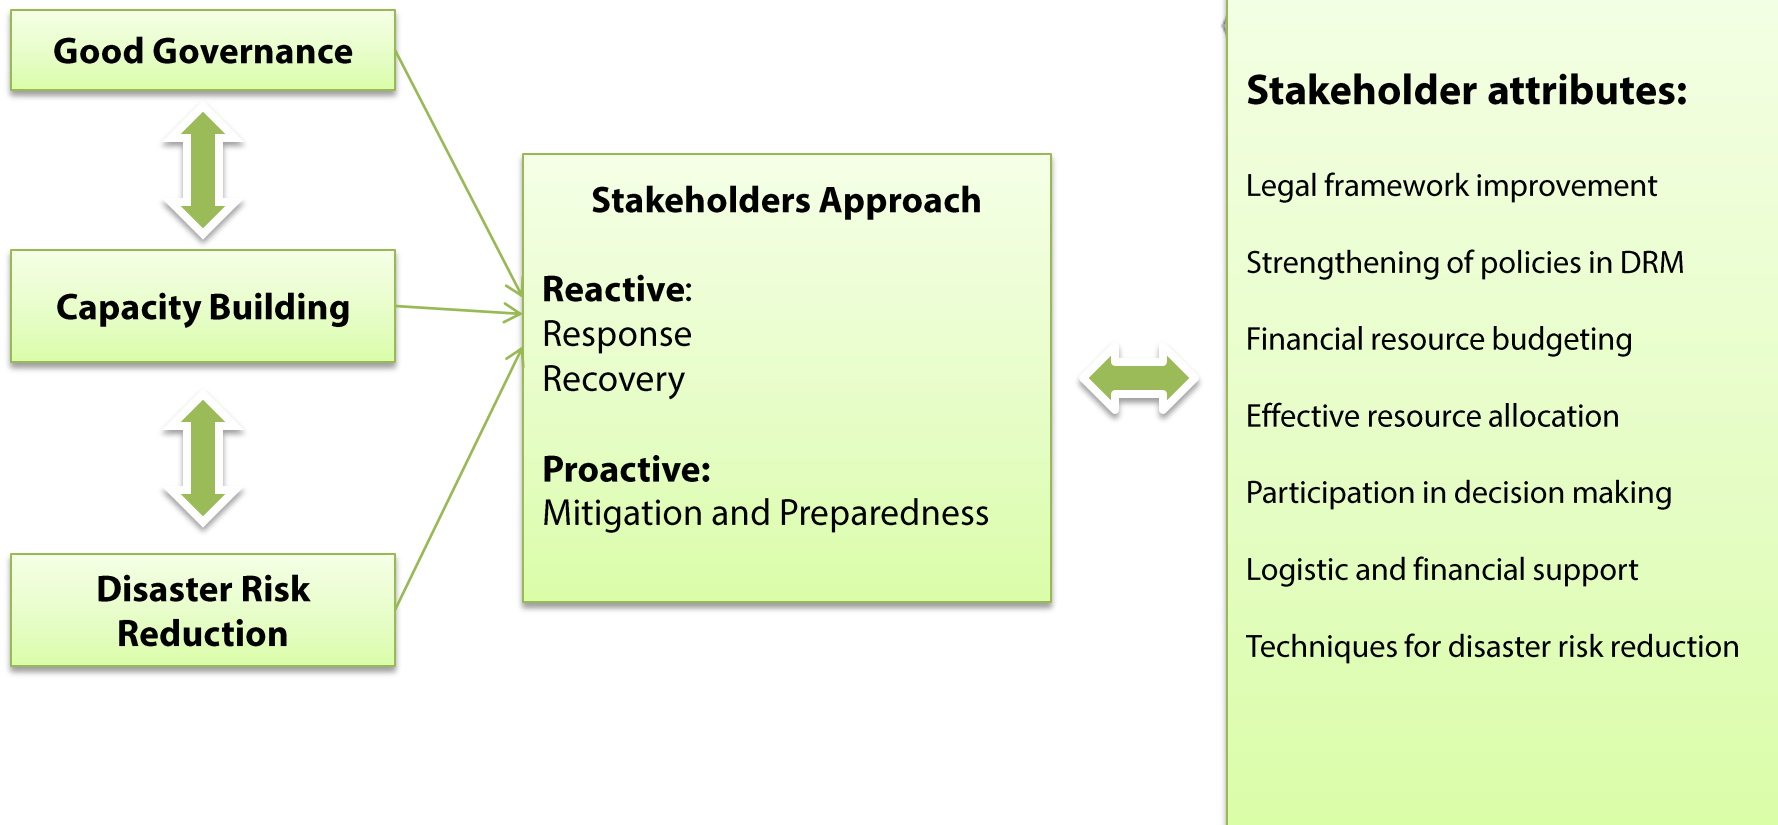 Good Governance
Capacity Building
Disaster Risk
Reduction
Stakeholders Approach
Reactive:
Response
Recovery
Proactive:
Mitigation and Preparedness
Stakeholder attributes:
Legal framework improvement
Strengthening of policies in DRM
Financial resource budgeting
Effective resource allocation
Participation in decision making
Logistic and financial support
Techniques for disaster risk reduction